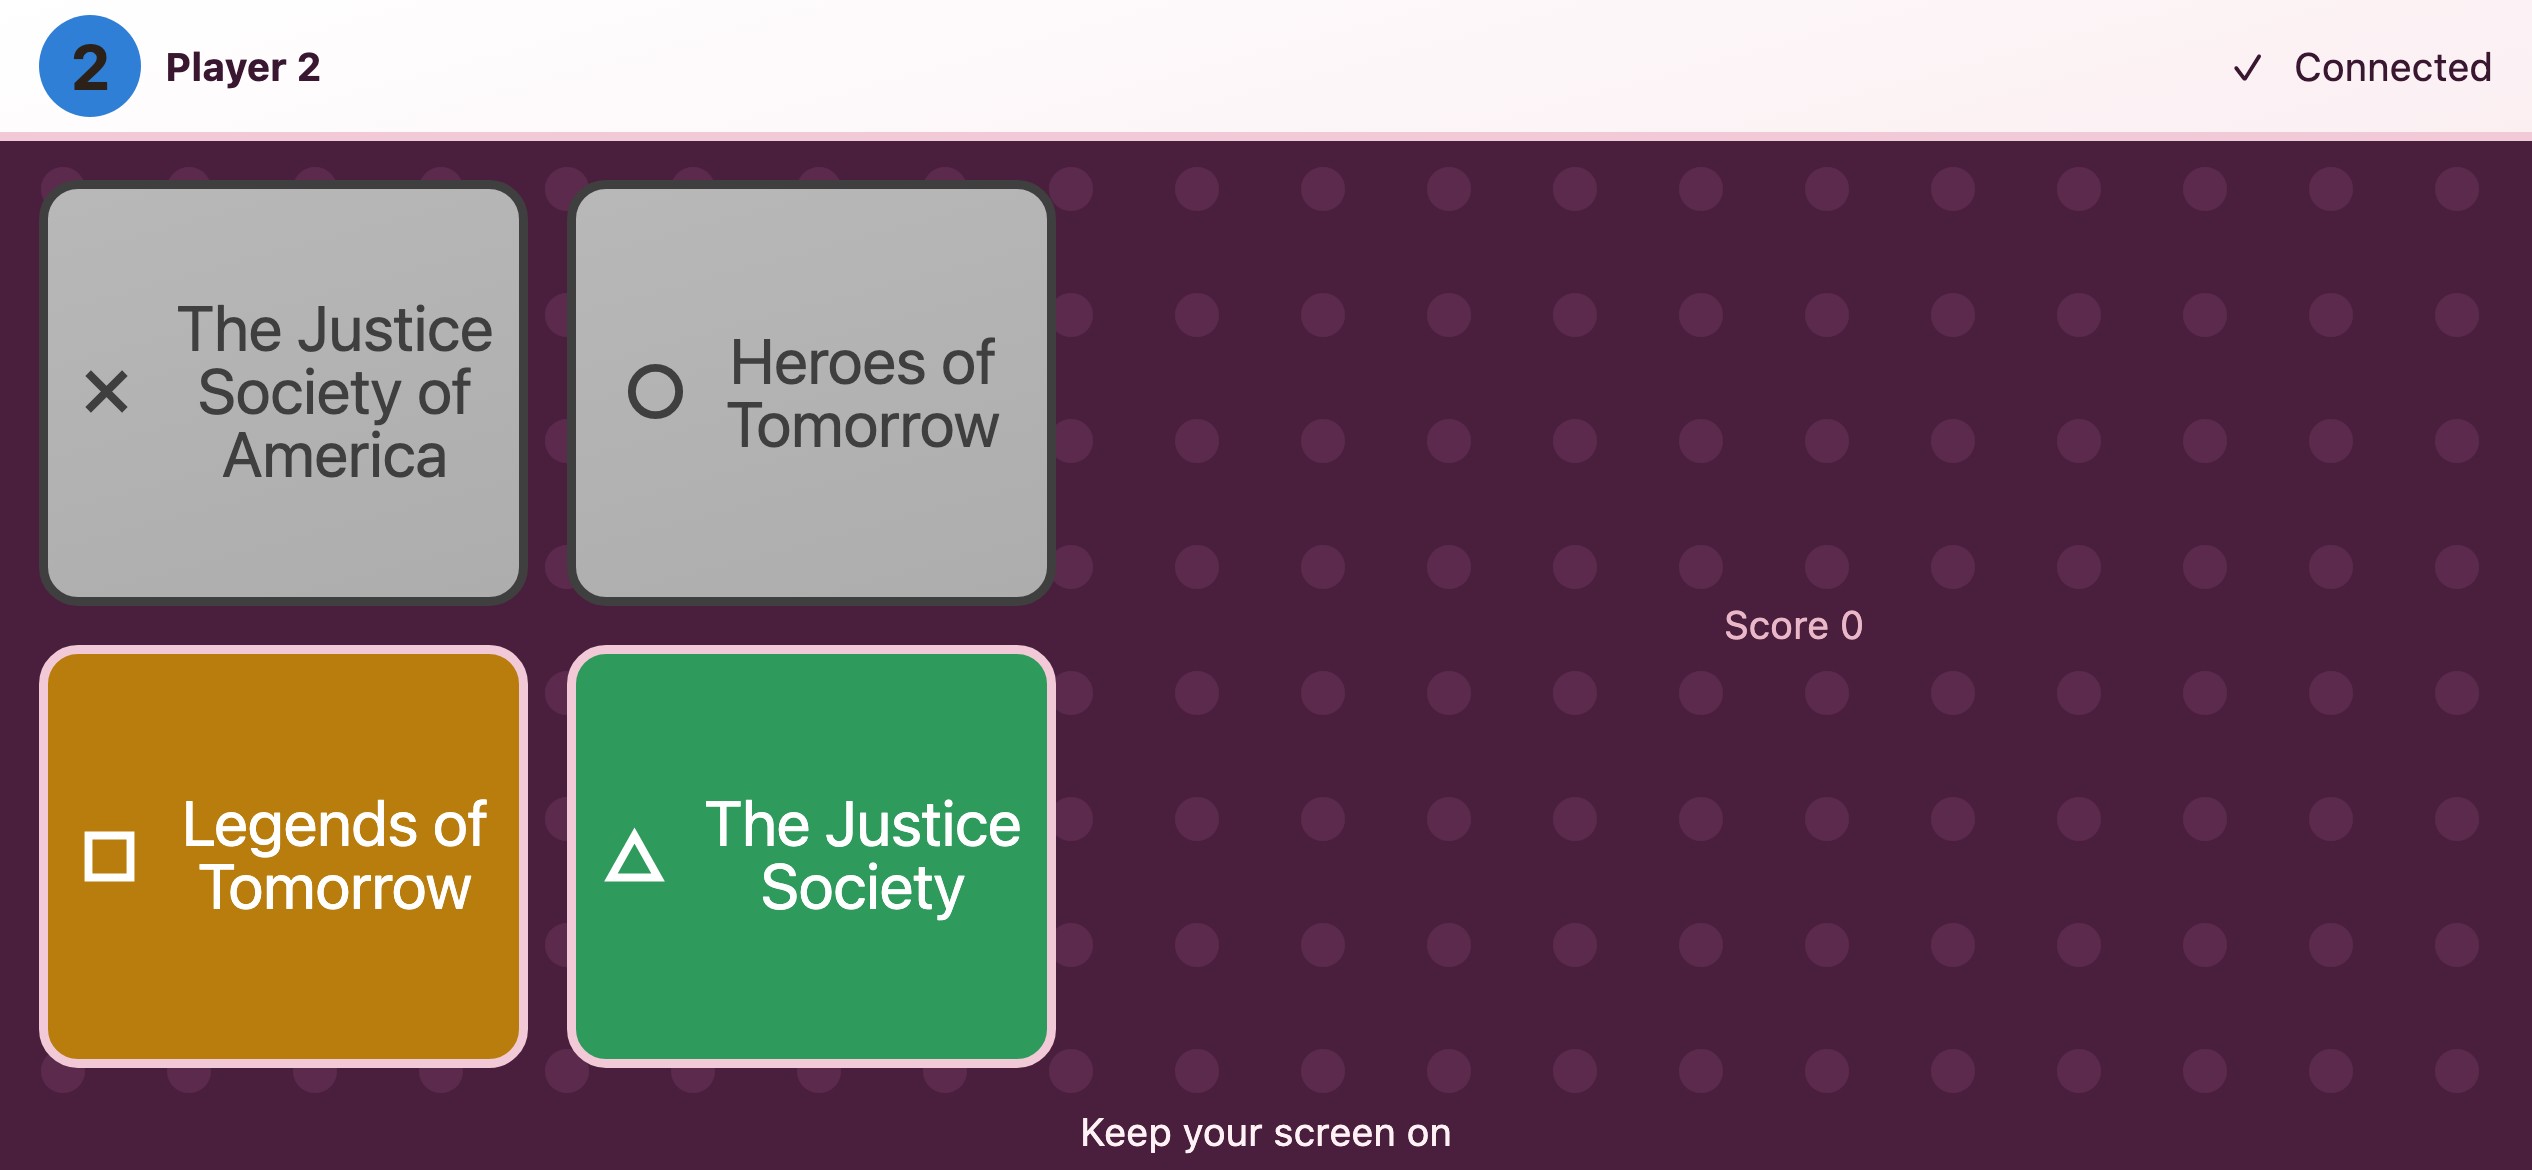 2 Player 2
✓ Connected
The Justice
Society of
America
Heroes of
Tomorrow
Legends of
Tomorrow
The Justice
Society
Score 0
Keep your screen on